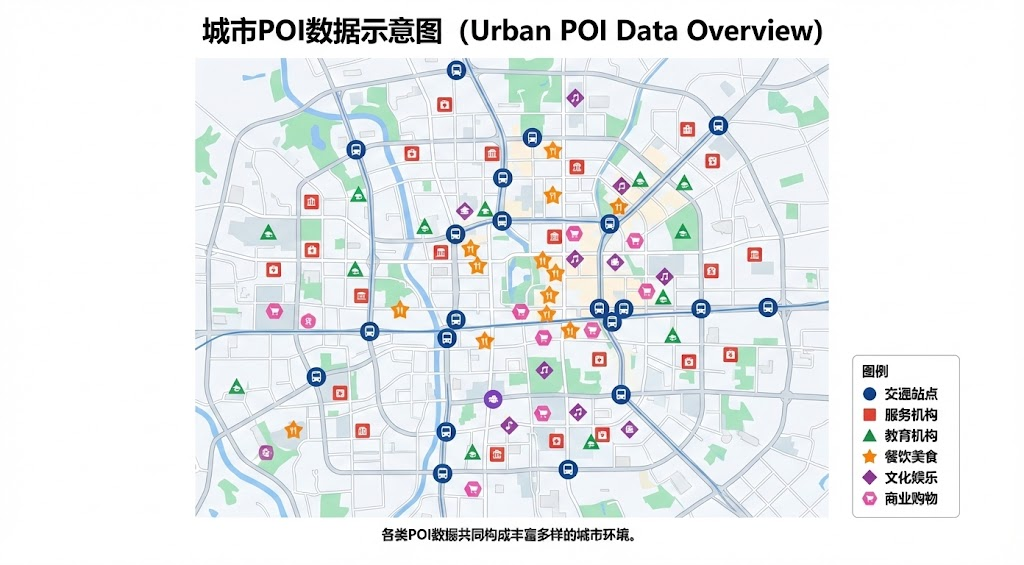 城市POI数据示意图（Urban POI Data Overview）
图例
交通站点
服务机构
教育机构
餐饮美食
文化娱乐
商业购物
各类POI数据共同构成丰富多样的城市环境。